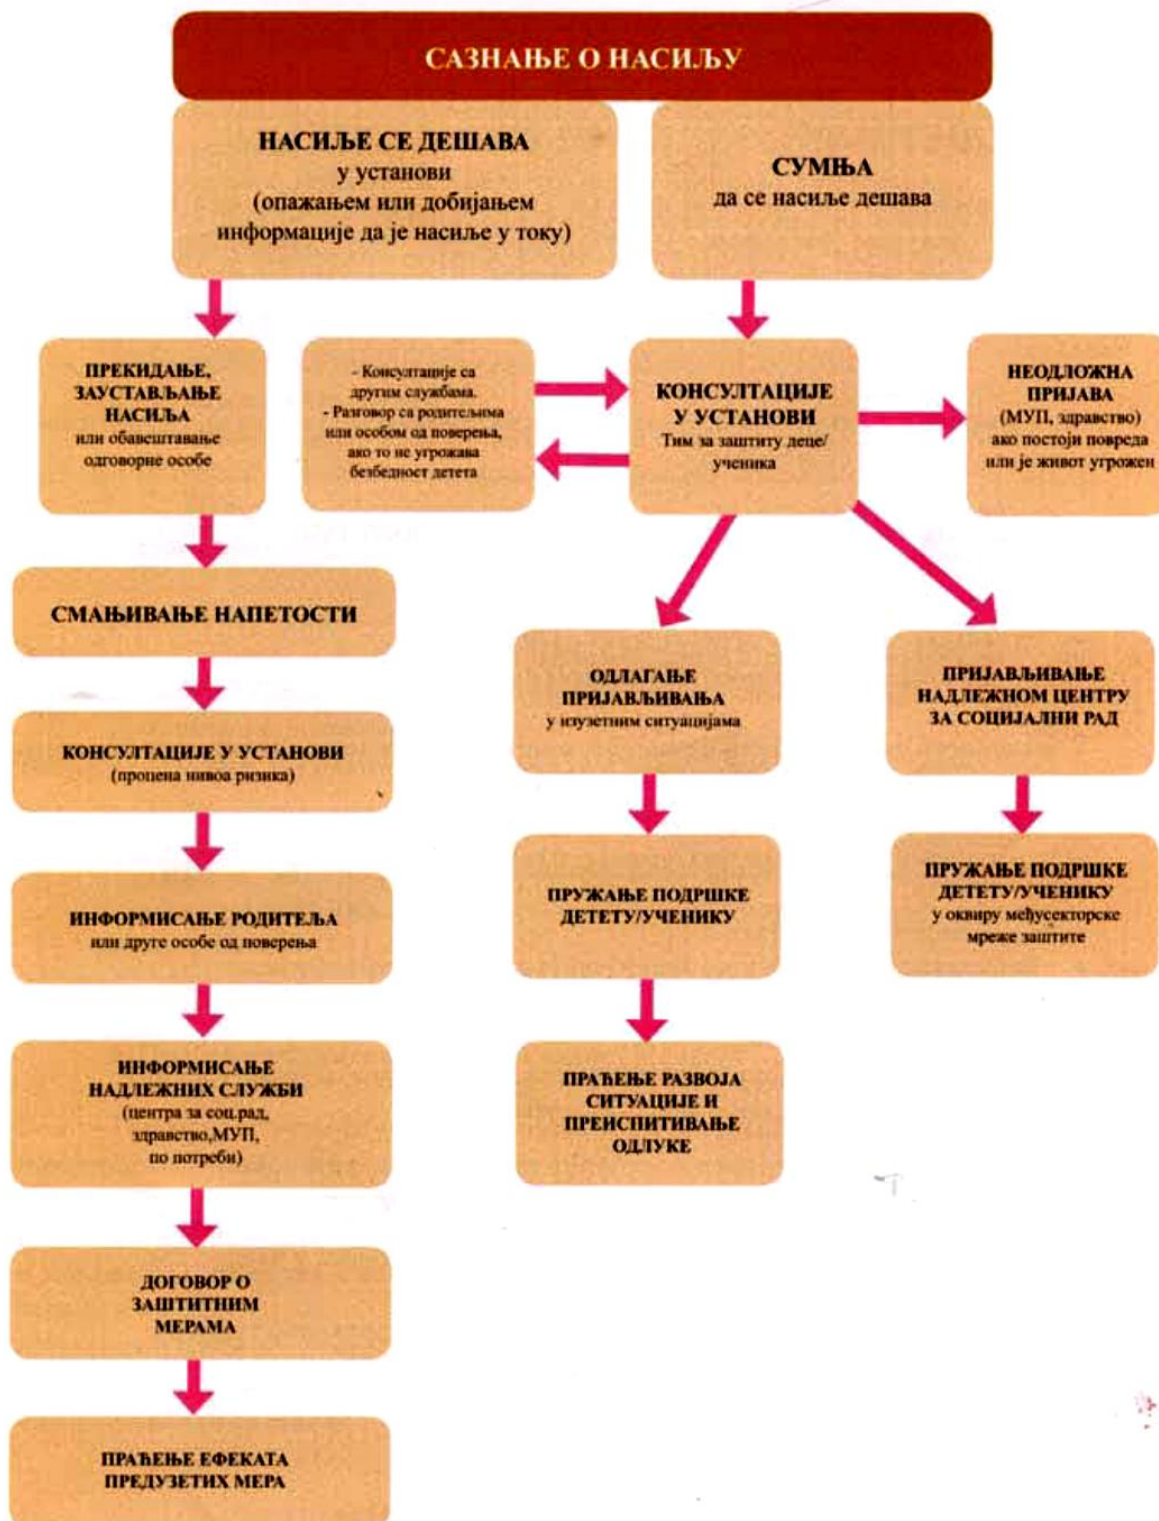 САЗНАЊЕ О НАСИЉУ
НАСИЉЕ СЕ ДЕШАВА
у установи
(опажањем или добијањем
информације да је насиље у току)
СУМЊА
да се насиље дешава
ПРЕКИДАЊЕ,
ЗАУСТАВЉАЊЕ
НАСИЉА
или обавештавање
одговорне особе
- Консултације са
другим службама.
- Разговор са родитељима
или особом од поверења,
ако то не угрожава
безбедност детета
КОНСУЛТАЦИЈЕ
У УСТАНОВИ
Тим за заштиту деце/
ученика
НЕОДЛОЖНА
ПРИЈАВА
(МУП, здравство)
ако постоји повреда
или је живот угрожен
СМАЊИВАЊЕ НАПЕТОСТИ
КОНСУЛТАЦИЈЕ У УСТАНОВИ
(процена нивоа ризика)
ИНФОРМИСАЊЕ РОДИТЕЉА
или друге особе од поверења
ИНФОРМИСАЊЕ
НАДЛЕЖНИХ СЛУЖБИ
(центра за соц.рад,
здравство,МУП,
по потреби)
ДОГОВОР О
ЗАШТИТНИМ
МЕРАМА
ПРАЋЕЊЕ ЕФЕКАТА
ПРЕДУЗЕТИХ МЕРА
ОДЛАГАЊЕ
ПРИЈАВЉИВАЊА
у изузетним ситуацијама
ПРУЖАЊЕ ПОДРШКЕ
ДЕТЕТУ/УЧЕНИКУ
ПРАЋЕЊЕ РАЗВОЈА
СИТУАЦИЈЕ И
ПРЕИСПИТИВАЊЕ
ОДЛУКЕ
ПРИЈАВЉИВАЊЕ
НАДЛЕЖНОМ ЦЕНТРУ
ЗА СОЦИЈАЛНИ РАД
ПРУЖАЊЕ ПОДРШКЕ
ДЕТЕТУ/УЧЕНИКУ
у оквиру међусекторске
мреже заштите